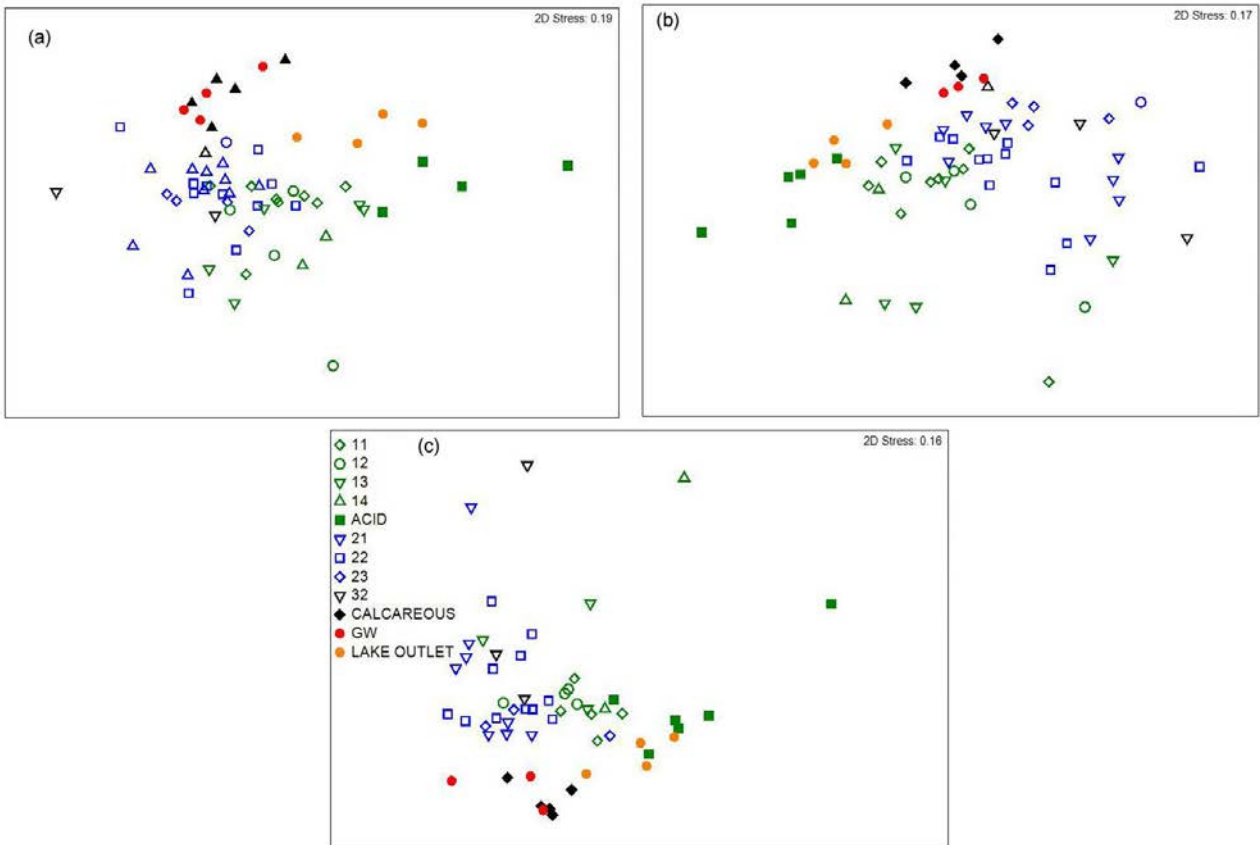 (a)
2D Stress: 0.19
(b)
2D Stress: 0.17
(c)
2D Stress: 0.16
11
12
13
14
ACID
21
22
23
32
CALCAREOUS
GW
LAKE OUTLET